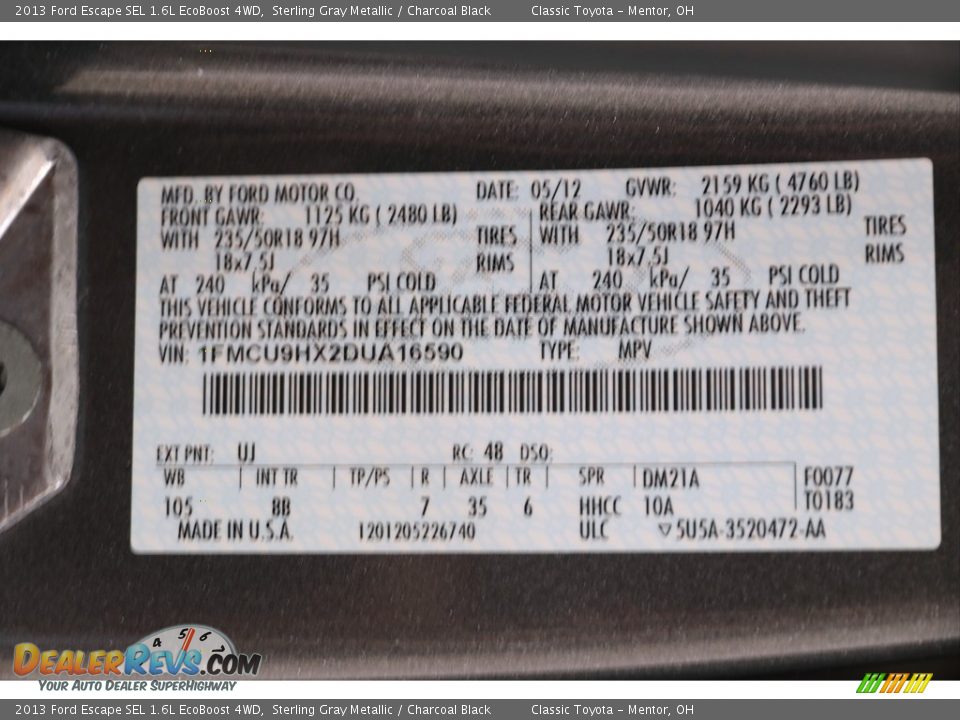 2013 Ford Escape SEL 1.6L EcoBoost 4WD, Sterling Gray Metallic / Charcoal Black Classic Toyota – Mentor, OH
MFD. BY FORD MOTOR CO. DATE: 05/12 GVWR: 2159 KG ( 4760 LB)
FRONT GAWR: 1125 KG ( 2480 LB) REAR GAWR: 1040 KG ( 2293 LB)
WITH 235/50R18 97H TIRES WITH 235/50R18 97H TIRES
18x7.5J RIMS 18x7.5J RIMS
AT 240 kPa/ 35 PSI COLD AT 240 kPa/ 35 PSI COLD
THIS VEHICLE CONFORMS TO ALL APPLICABLE FEDERAL MOTOR VEHICLE SAFETY AND THEFT
PREVENTION STANDARDS IN EFFECT ON THE DATE OF MANUFACTURE SHOWN ABOVE.
VIN: 1FMCU9HX2DUA16590 TYPE: MPV
EXT PNT: UJ RC: 48 DSO:
WB INT TR TP/PS R AXLE TR SPR DM21A F0077
105 8B 7 35 6 HHCC 10A T0183
MADE IN U.S.A. 1201205226740 ULC ▽5U5A-3520472-AA
4 5 6
DEALERREVS.COM
YOUR AUTO DEALER SUPERHIGHWAY
2013 Ford Escape SEL 1.6L EcoBoost 4WD, Sterling Gray Metallic / Charcoal Black Classic Toyota – Mentor, OH